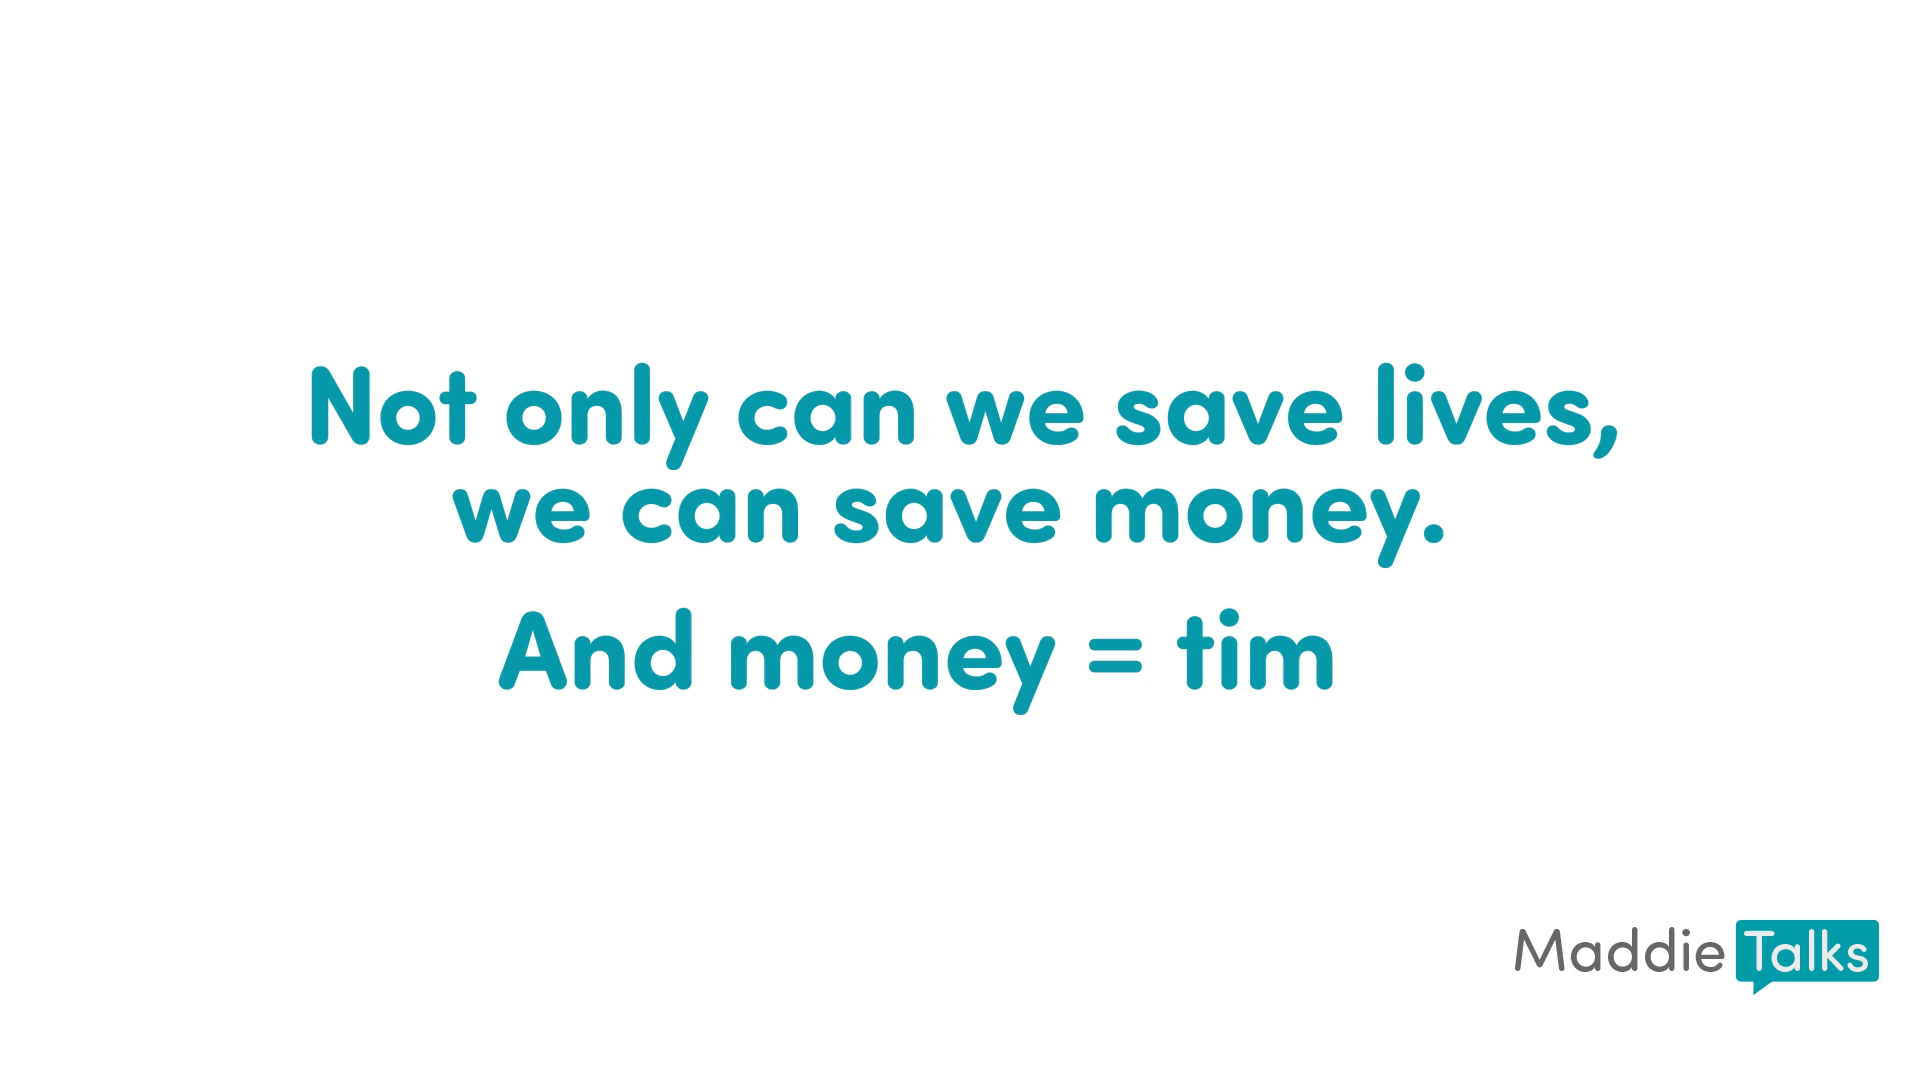 Not only can we save lives,
we can save money.
And money = tim
Maddie Talks